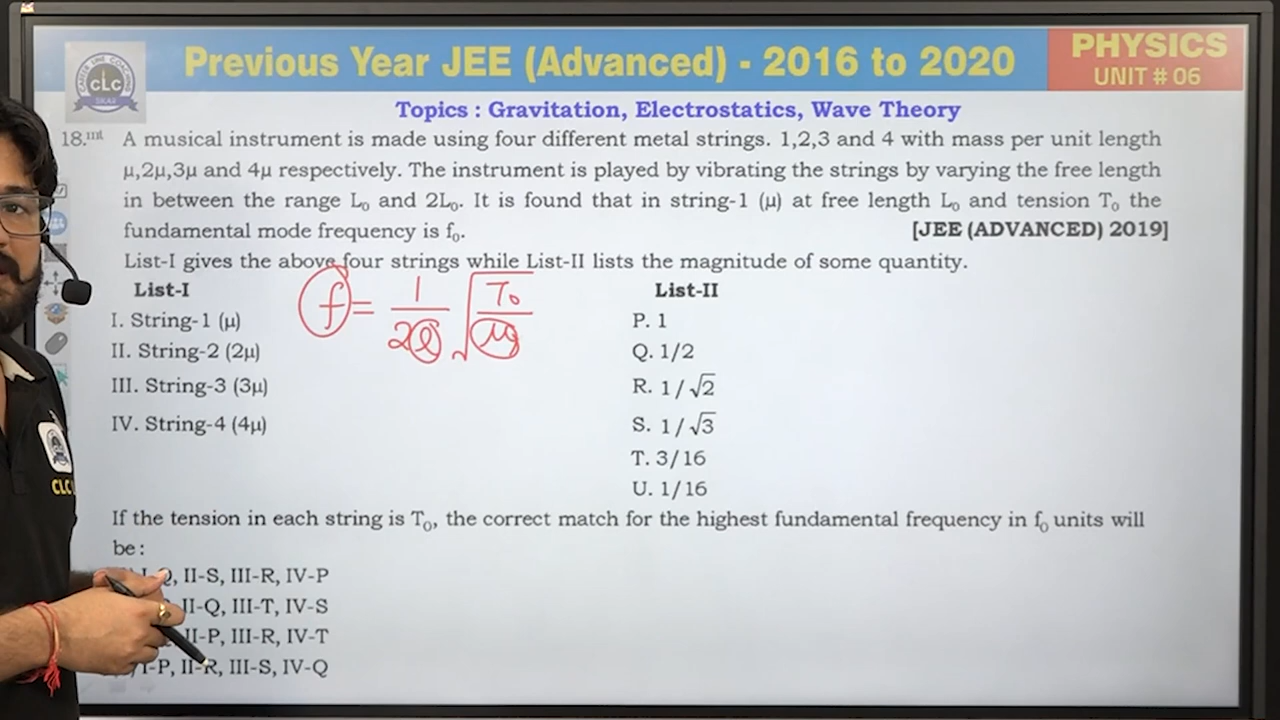 Previous Year JEE (Advanced) - 2016 to 2020
PHYSICS
UNIT # 06
CLC
SIKAR
Topics : Gravitation, Electrostatics, Wave Theory
18. A musical instrument is made using four different metal strings. 1,2,3 and 4 with mass per unit length
μ,2μ,3μ and 4μ respectively. The instrument is played by vibrating the strings by varying the free length
in between the range L₀ and 2L₀. It is found that in string-1 (μ) at free length L₀ and tension T₀ the
fundamental mode frequency is f₀. [JEE (ADVANCED) 2019]
List-I gives the above four strings while List-II lists the magnitude of some quantity.
List-I List-II
f = 1/2l √T₀/μ
I. String-1 (μ) P. 1
II. String-2 (2μ) Q. 1/2
III. String-3 (3μ) R. 1/√2
IV. String-4 (4μ) S. 1/√3
T. 3/16
U. 1/16
If the tension in each string is T₀, the correct match for the highest fundamental frequency in f₀ units will
be :
I-Q, II-S, III-R, IV-P
II-Q, III-T, IV-S
II-P, III-R, IV-T
I-P, II-R, III-S, IV-Q
CLC